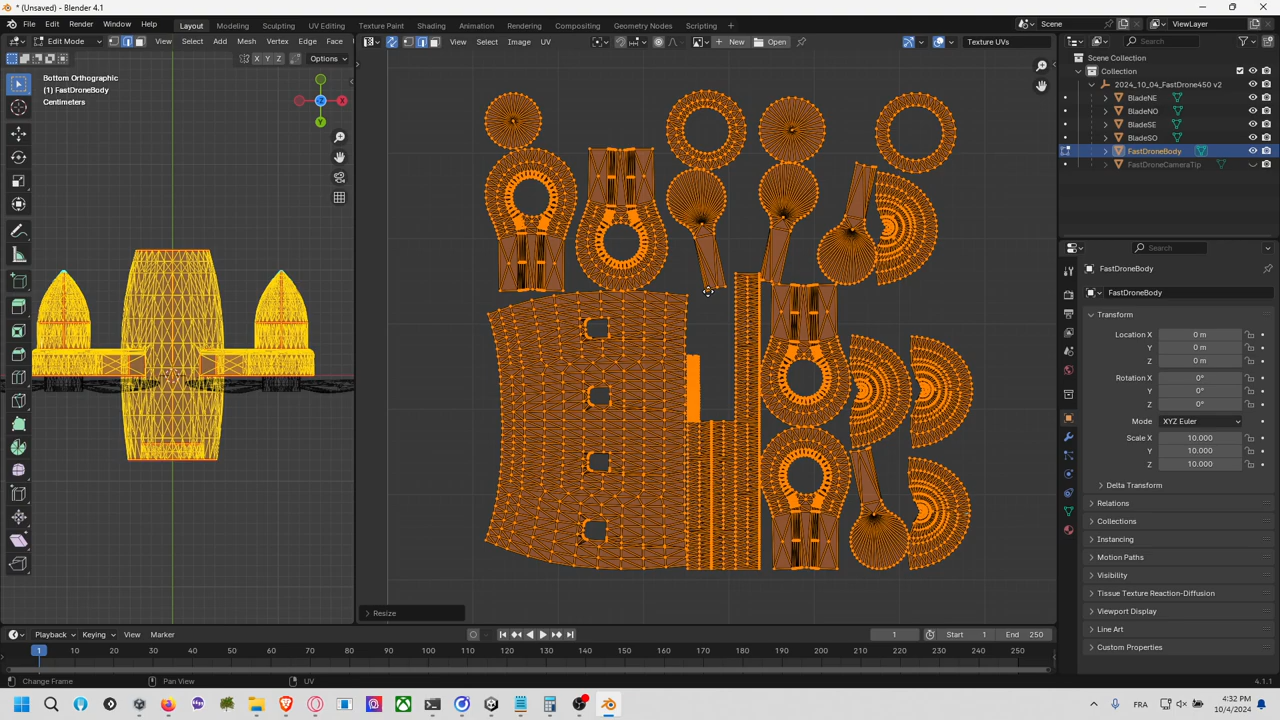 * (Unsaved) - Blender 4.1
File Edit Render Window Help Layout Modeling Sculpting UV Editing Texture Paint Shading Animation Rendering Compositing Geometry Nodes Scripting + Scene ViewLayer
Edit Mode View Select Add Mesh Vertex Edge Face View Select Image UV + New Open Texture UVs Search
X Y Z Options
Bottom Orthographic
(1) FastDroneBody
Centimeters
Scene Collection
Collection
2024_10_04_FastDrone450 v2
BladeNE
BladeNO
BladeSE
BladeSO
FastDroneBody
FastDroneCameraTip
Search
FastDroneBody
FastDroneBody
Transform
Location X 0 m
Y 0 m
Z 0 m
Rotation X 0°
Y 0°
Z 0°
Mode XYZ Euler
Scale X 10.000
Y 10.000
Z 10.000
Delta Transform
Relations
Collections
Instancing
Motion Paths
Visibility
Tissue Texture Reaction-Diffusion
Viewport Display
Line Art
Custom Properties
Resize
Playback Keying View Marker 1 Start 1 End 250
1 10 20 30 40 50 60 70 80 90 100 110 120 130 140 150 160 170 180 190 200 210 220 230 240 250
Change Frame Pan View UV 4.1.1
FRA 4:32 PM
10/4/2024